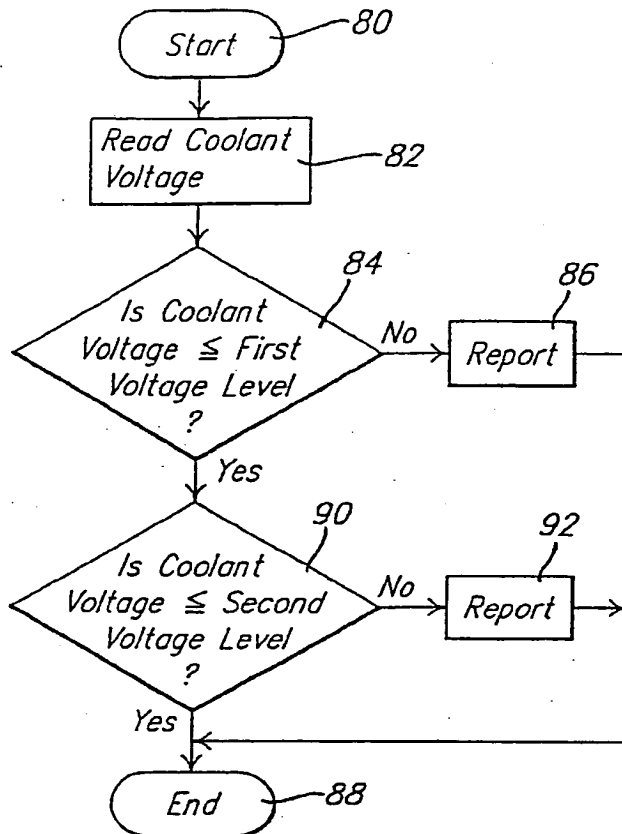 Start
80
Read Coolant
Voltage
82
Is Coolant
Voltage ≦ First
Voltage Level
?
84
No
Report
86
Yes
Is Coolant
Voltage ≦ Second
Voltage Level
?
90
No
Report
92
Yes
End
88